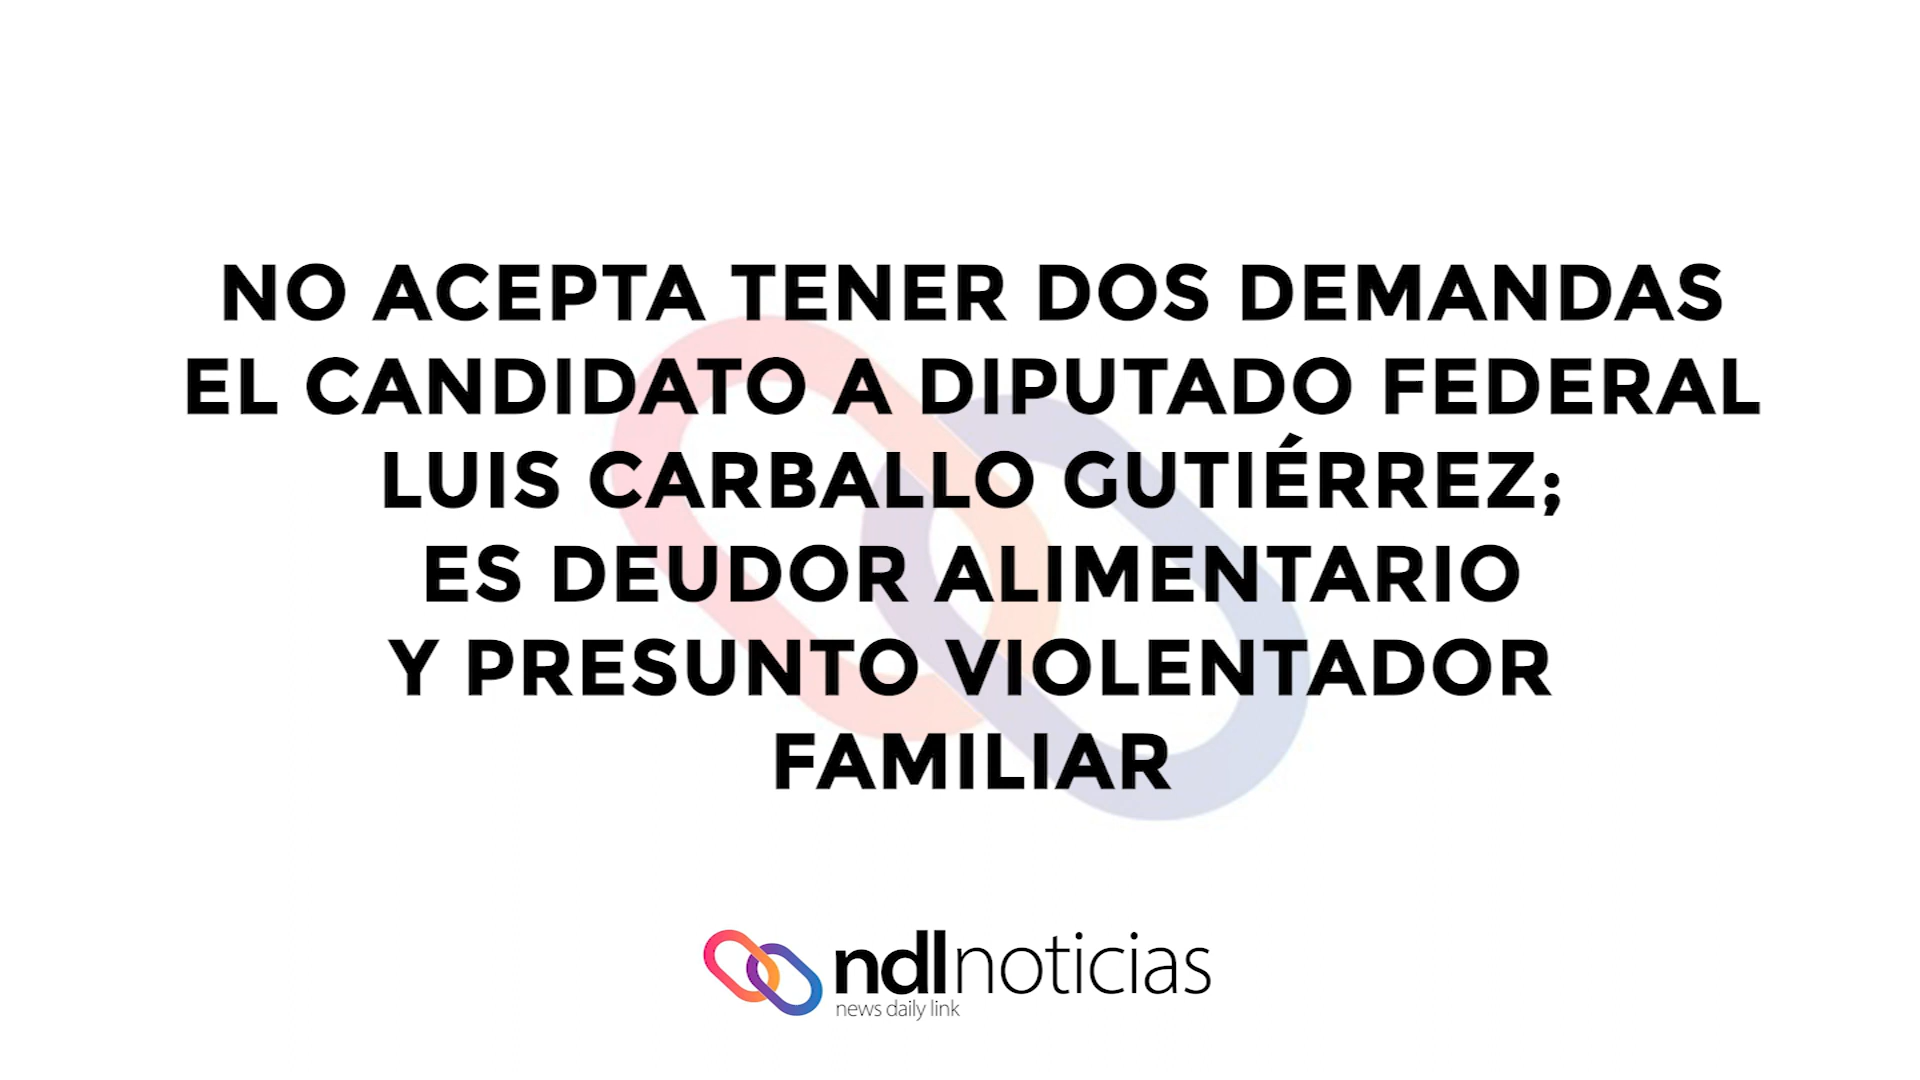 NO ACEPTA TENER DOS DEMANDAS
EL CANDIDATO A DIPUTADO FEDERAL
LUIS CARBALLO GUTIÉRREZ;
ES DEUDOR ALIMENTARIO
Y PRESUNTO VIOLENTADOR
FAMILIAR
ndlnoticias
news daily link